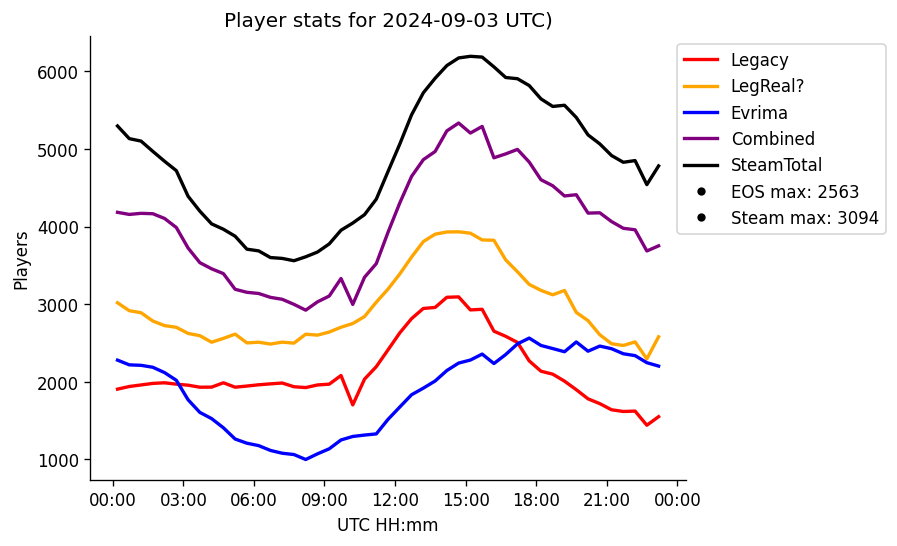 Player stats for 2024-09-03 UTC)
Legacy
LegReal?
Evrima
Combined
SteamTotal
EOS max: 2563
Steam max: 3094
6000
5000
4000
3000
2000
1000
Players
00:00 03:00 06:00 09:00 12:00 15:00 18:00 21:00 00:00
UTC HH:mm